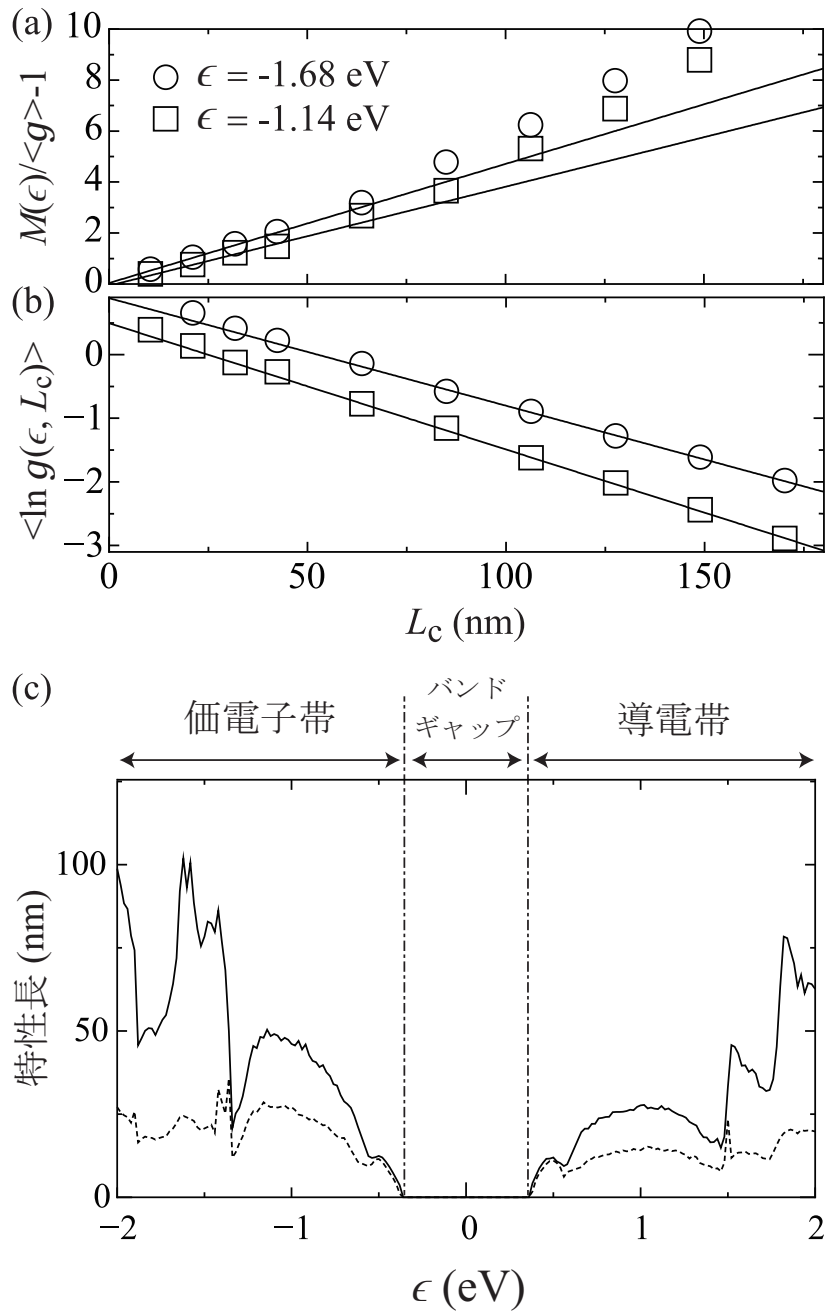 (a)
10
8
6
4
2
0
M(ϵ)/<g>-1
ϵ = -1.68 eV
ϵ = -1.14 eV
(b)
0
−1
−2
−3
<ln g(ϵ, Lc)>
0
50
100
150
Lc (nm)
(c)
価電子帯
バンド
ギャップ
導電帯
100
50
0
特性長 (nm)
−2
−1
0
1
2
ϵ (eV)